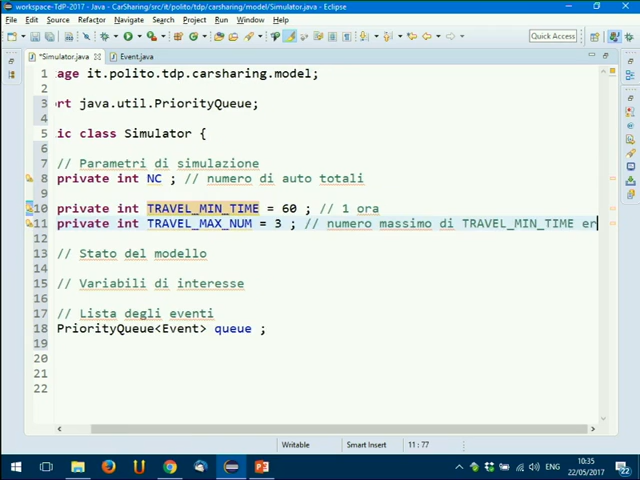 workspace-TdP-2017 - Java - CarSharing/src/it/polito/tdp/carsharing/model/Simulator.java - Eclipse
File Edit Source Refactor Navigate Search Project Run Window Help
Quick Access
*Simulator.java Event.java
1 age it.polito.tdp.carsharing.model;
2
3 ort java.util.PriorityQueue;
4
5 ic class Simulator {
6
7 // Parametri di simulazione
8 private int NC ; // numero di auto totali
9
10 private int TRAVEL_MIN_TIME = 60 ; // 1 ora
11 private int TRAVEL_MAX_NUM = 3 ; // numero massimo di TRAVEL_MIN_TIME er
12
13 // Stato del modello
14
15 // Variabili di interesse
16
17 // Lista degli eventi
18 PriorityQueue<Event> queue ;
19
20
21
22
Writable Smart Insert 11 : 77
ENG 10:35
22/05/2017 22